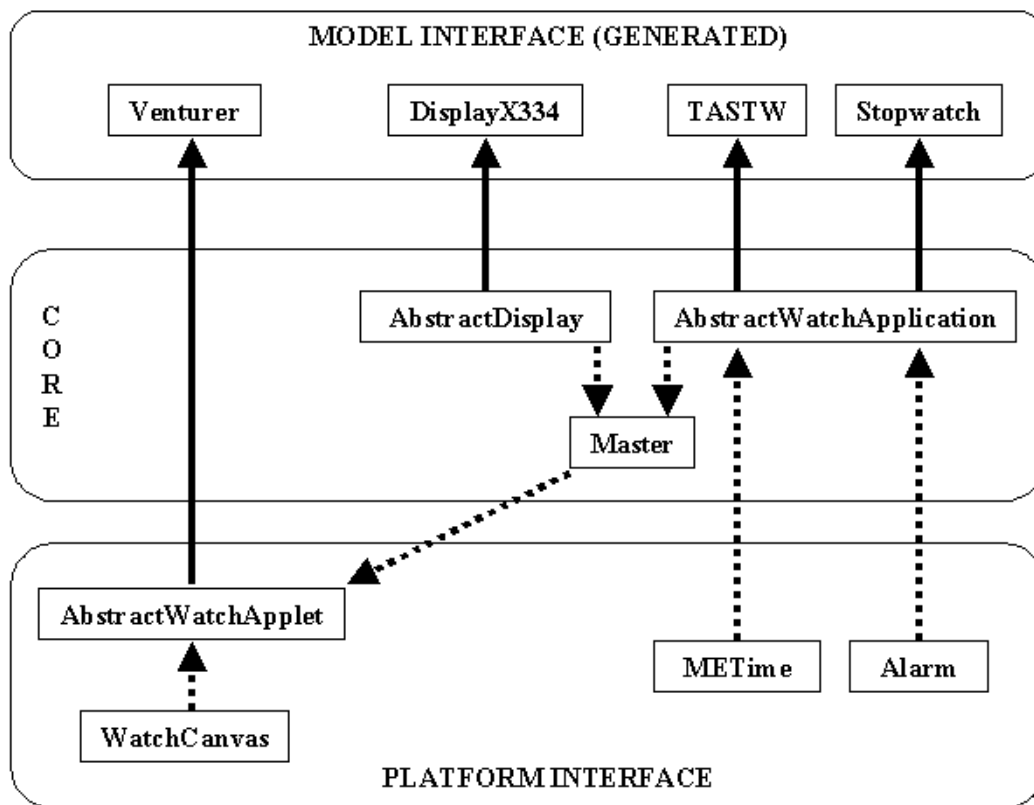 MODEL INTERFACE (GENERATED)
Venturer
DisplayX334
TASTW
Stopwatch
C
O
R
E
AbstractDisplay
AbstractWatchApplication
Master
AbstractWatchApplet
METime
Alarm
WatchCanvas
PLATFORM INTERFACE